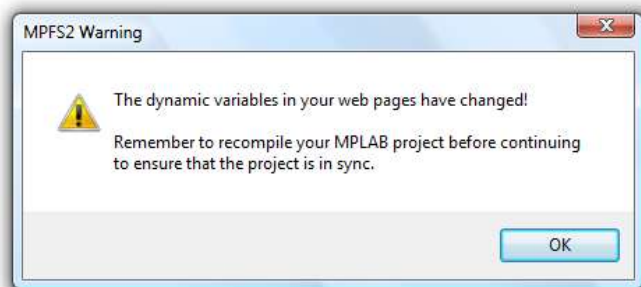 MPFS2 Warning
The dynamic variables in your web pages have changed!
Remember to recompile your MPLAB project before continuing
to ensure that the project is in sync.
OK